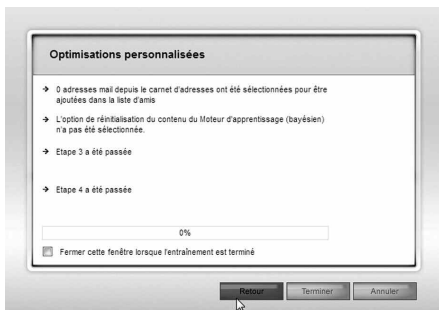 Optimisations personnalisées
0 adresses mail depuis le carnet d'adresses ont été sélectionnées pour être
ajoutées dans la liste d'amis
L'option de réinitialisation du contenu du Moteur d'apprentissage (bayésien)
n'a pas été sélectionnée.
Etape 3 a été passée
Etape 4 a été passée
0%
Fermer cette fenêtre lorsque l'entraînement est terminé
Retour Terminer Annuler